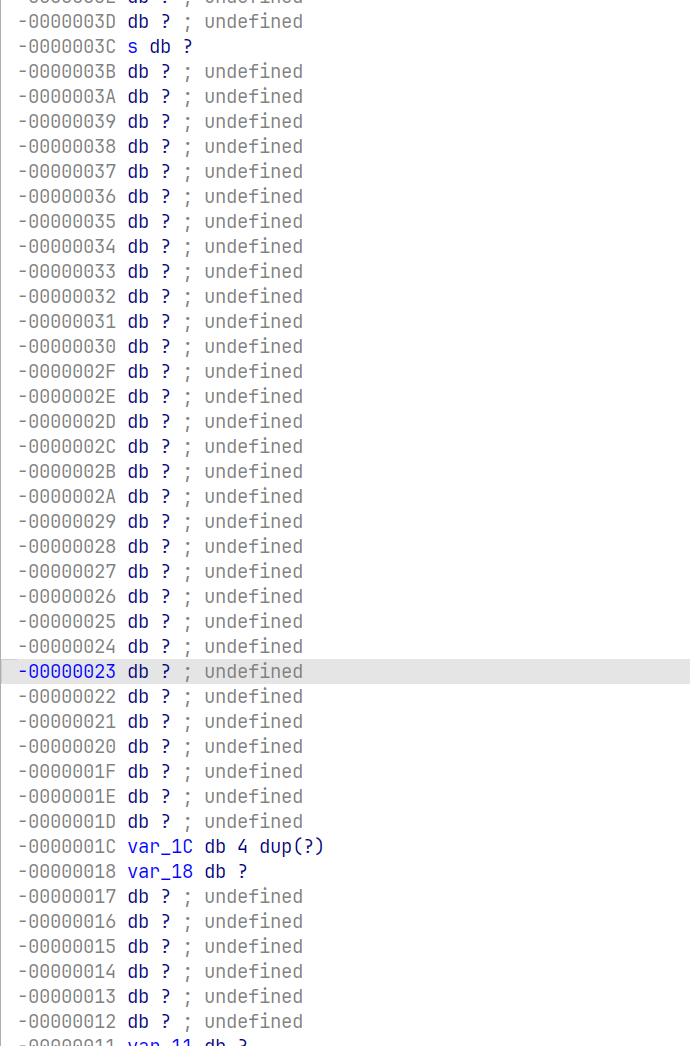 -0000003D db ? ; undefined
-0000003C s db ?
-0000003B db ? ; undefined
-0000003A db ? ; undefined
-00000039 db ? ; undefined
-00000038 db ? ; undefined
-00000037 db ? ; undefined
-00000036 db ? ; undefined
-00000035 db ? ; undefined
-00000034 db ? ; undefined
-00000033 db ? ; undefined
-00000032 db ? ; undefined
-00000031 db ? ; undefined
-00000030 db ? ; undefined
-0000002F db ? ; undefined
-0000002E db ? ; undefined
-0000002D db ? ; undefined
-0000002C db ? ; undefined
-0000002B db ? ; undefined
-0000002A db ? ; undefined
-00000029 db ? ; undefined
-00000028 db ? ; undefined
-00000027 db ? ; undefined
-00000026 db ? ; undefined
-00000025 db ? ; undefined
-00000024 db ? ; undefined
-00000023 db ? ; undefined
-00000022 db ? ; undefined
-00000021 db ? ; undefined
-00000020 db ? ; undefined
-0000001F db ? ; undefined
-0000001E db ? ; undefined
-0000001D db ? ; undefined
-0000001C var_1C db 4 dup(?)
-00000018 var_18 db ?
-00000017 db ? ; undefined
-00000016 db ? ; undefined
-00000015 db ? ; undefined
-00000014 db ? ; undefined
-00000013 db ? ; undefined
-00000012 db ? ; undefined
-00000011 var_11 db ?